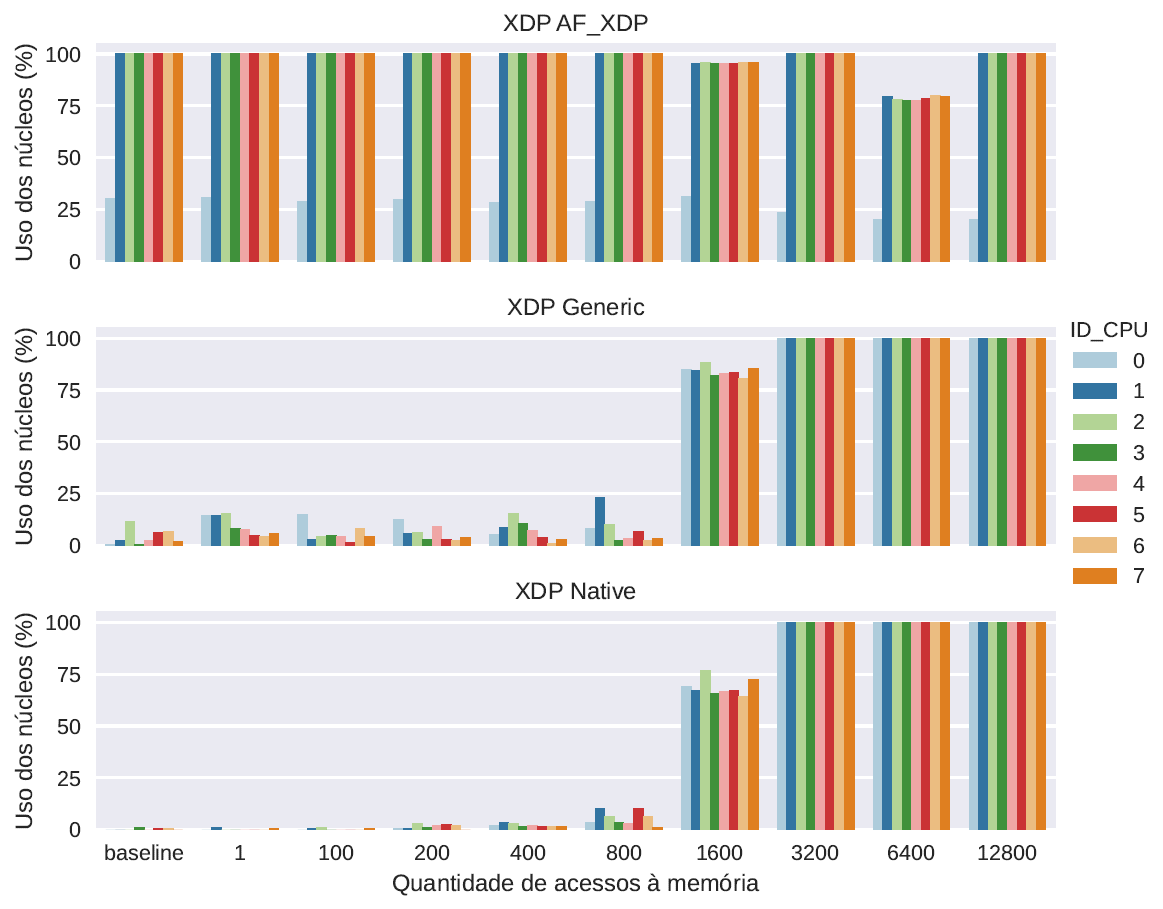 XDP AF_XDP
Uso dos núcleos (%)
100
75
50
25
0
XDP Generic
Uso dos núcleos (%)
100
75
50
25
0
ID_CPU
0
1
2
3
4
5
6
7
XDP Native
Uso dos núcleos (%)
100
75
50
25
0
baseline 1 100 200 400 800 1600 3200 6400 12800
Quantidade de acessos à memória